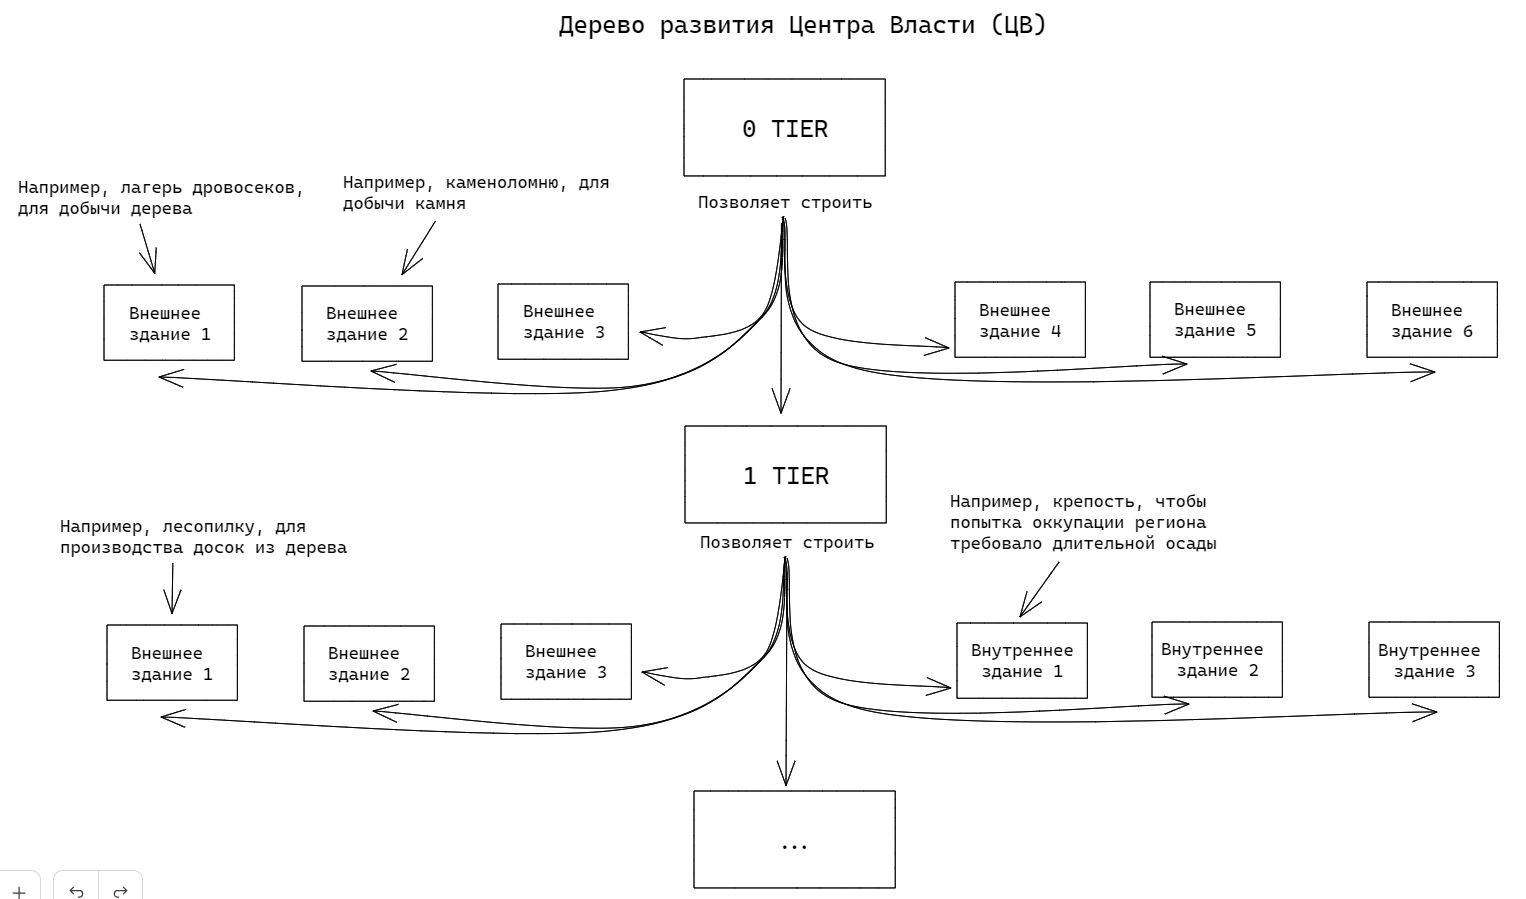 Дерево развития Центра Власти (ЦВ)
0 TIER
Например, лагерь дровосеков,
для добычи дерева
Например, каменоломню, для
добычи камня
Позволяет строить
Внешнее
здание 1
Внешнее
здание 2
Внешнее
здание 3
Внешнее
здание 4
Внешнее
здание 5
Внешнее
здание 6
1 TIER
Например, лесопилку, для
производства досок из дерева
Например, крепость, чтобы
попытка оккупации региона
требовало длительной осады
Позволяет строить
Внешнее
здание 1
Внешнее
здание 2
Внешнее
здание 3
Внутреннее
здание 1
Внутреннее
здание 2
Внутреннее
здание 3
...